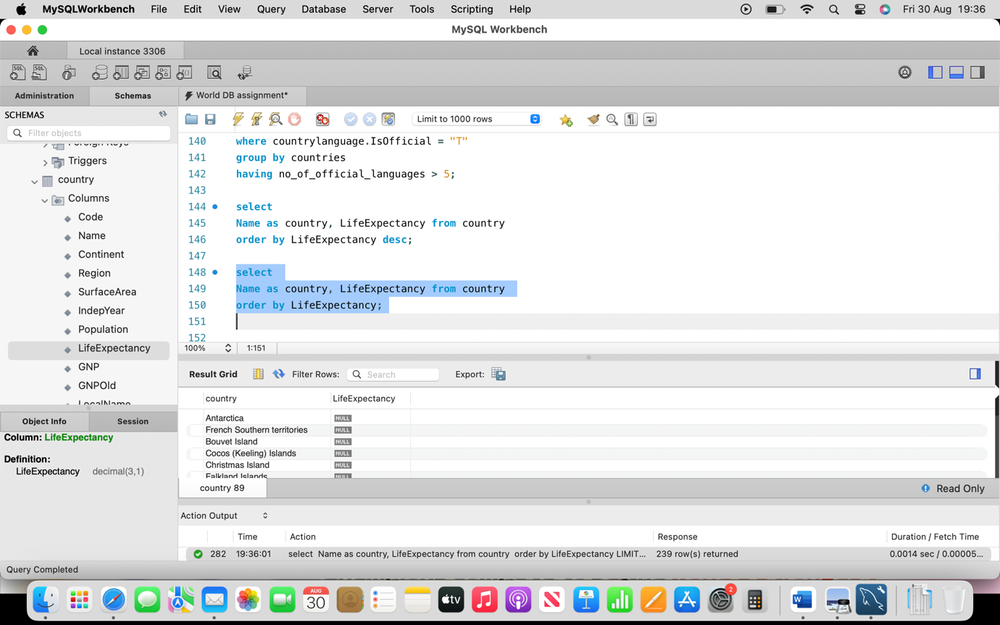 MySQLWorkbench File Edit View Query Database Server Tools Scripting Help Fri 30 Aug 19:36
MySQL Workbench
Local instance 3306
Administration Schemas World DB assignment*
SCHEMAS
Filter objects
Limit to 1000 rows
Foreign Keys
Triggers
country
Columns
Code
Name
Continent
Region
SurfaceArea
IndepYear
Population
LifeExpectancy
GNP
GNPOld
LocalName
140 where countrylanguage.IsOfficial = "T"
141 group by countries
142 having no_of_official_languages > 5;
143
144 select
145 Name as country, LifeExpectancy from country
146 order by LifeExpectancy desc;
147
148 select
149 Name as country, LifeExpectancy from country
150 order by LifeExpectancy;
151
152
100% 1:151
Result Grid Filter Rows: Search Export:
country LifeExpectancy
Antarctica NULL
French Southern territories NULL
Bouvet Island NULL
Cocos (Keeling) Islands NULL
Christmas Island NULL
Falkland Islands NULL
country 89 Read Only
Object Info Session
Column: LifeExpectancy
Definition:
LifeExpectancy decimal(3,1)
Action Output
Time Action Response Duration / Fetch Time
282 19:36:01 select Name as country, LifeExpectancy from country order by LifeExpectancy LIMIT... 239 row(s) returned 0.0014 sec / 0.00005...
Query Completed
AUG
30
tv
2
W